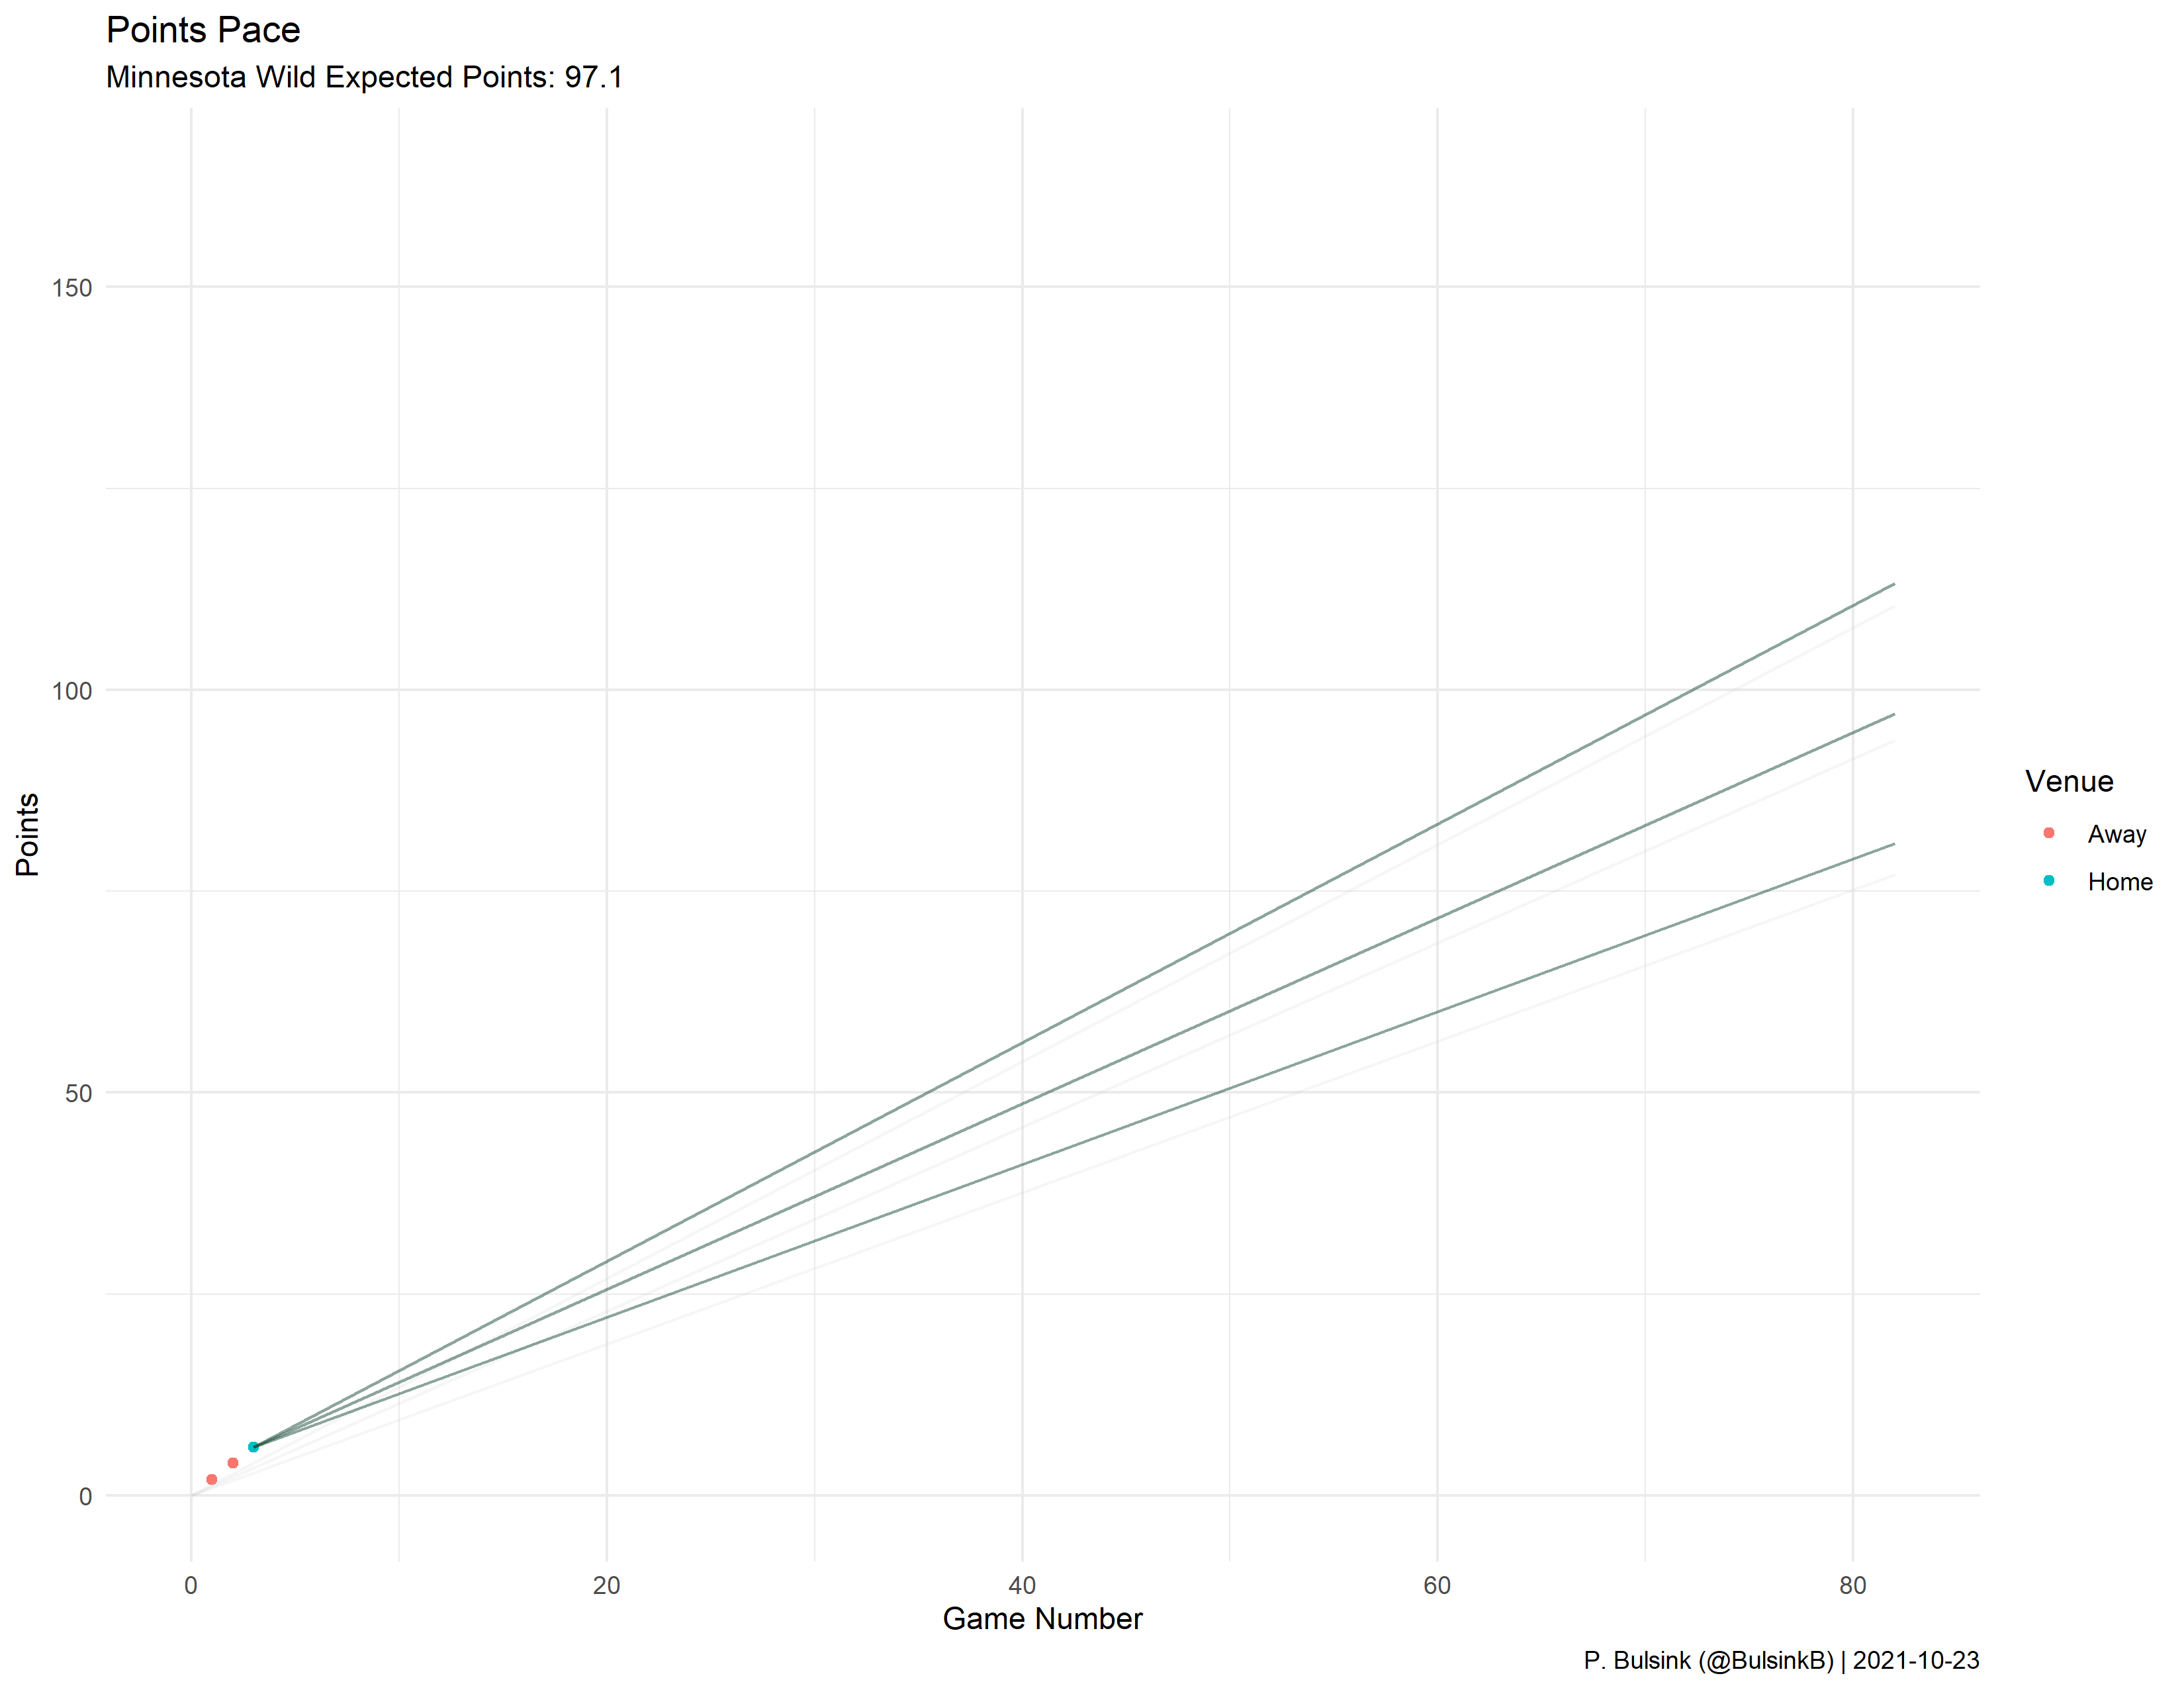 Points Pace
Minnesota Wild Expected Points: 97.1
150
100
50
0
Points
0 20 40 60 80
Game Number
Venue
Away
Home
P. Bulsink (@BulsinkB) | 2021-10-23